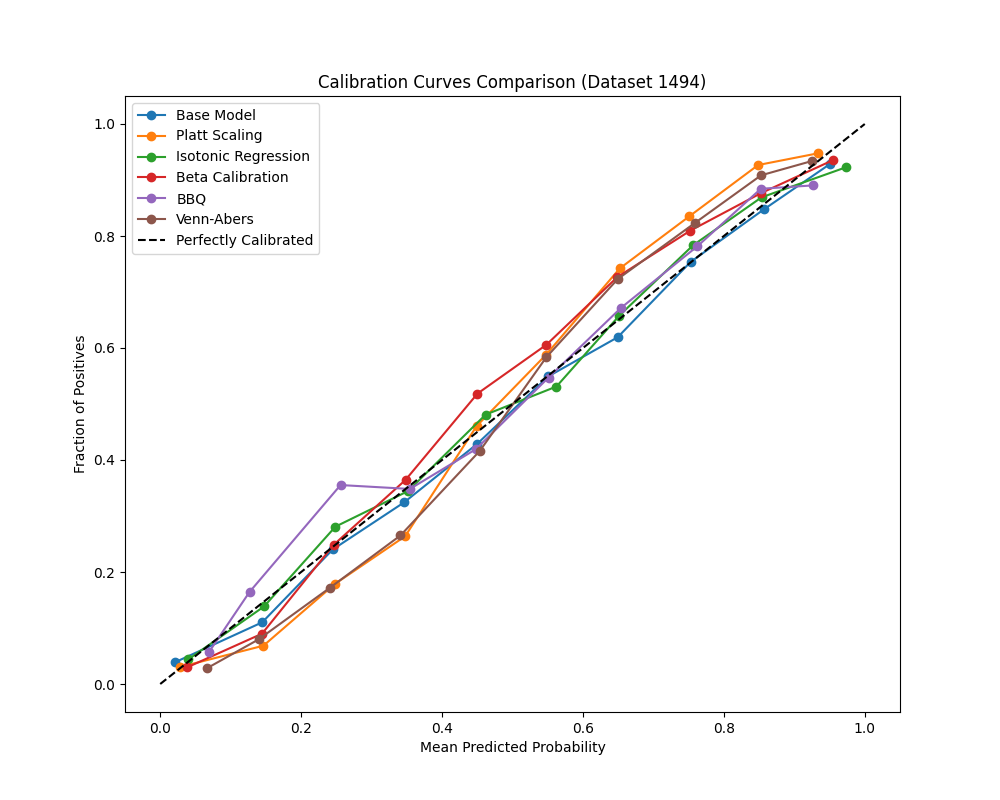 Calibration Curves Comparison (Dataset 1494)
Base Model
Platt Scaling
Isotonic Regression
Beta Calibration
BBQ
Venn-Abers
Perfectly Calibrated
Fraction of Positives
1.0
0.8
0.6
0.4
0.2
0.0
0.0 0.2 0.4 0.6 0.8 1.0
Mean Predicted Probability